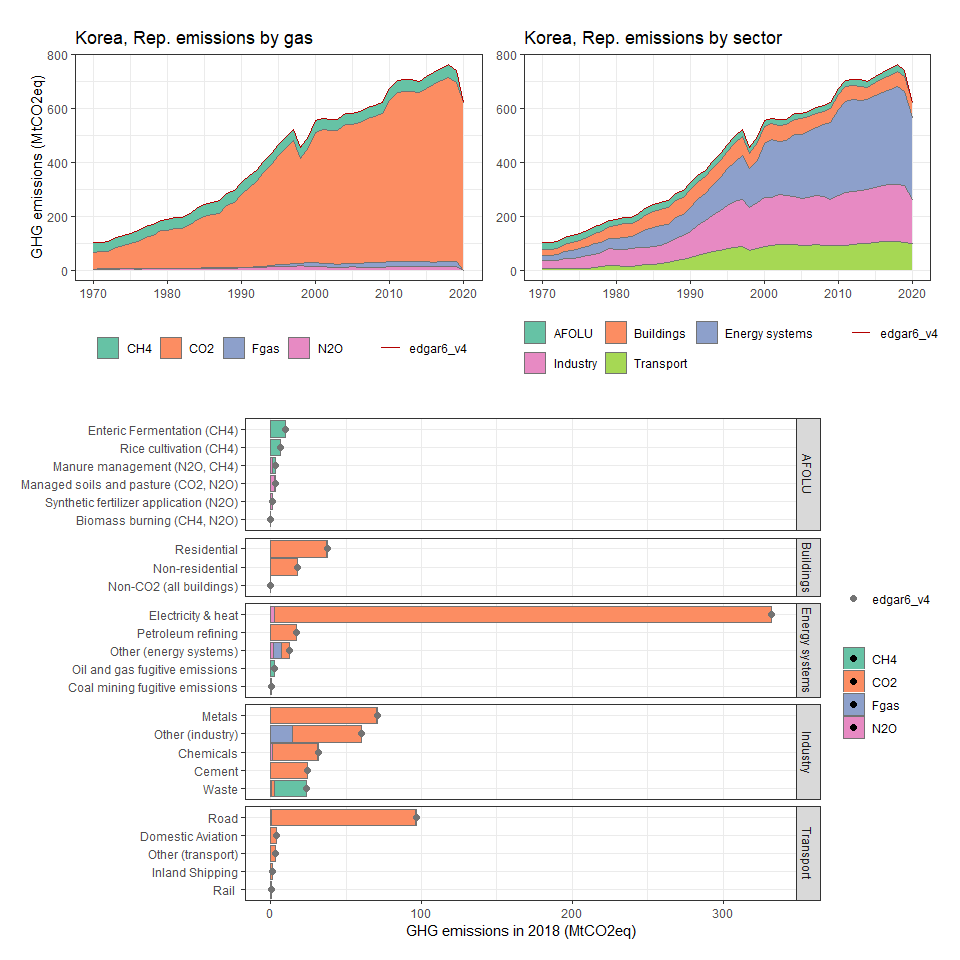 Korea, Rep. emissions by gas
GHG emissions (MtCO2eq)
800
600
400
200
0
1970 1980 1990 2000 2010 2020
CH4 CO2 Fgas N2O edgar6_v4
Korea, Rep. emissions by sector
800
600
400
200
0
1970 1980 1990 2000 2010 2020
AFOLU Buildings Energy systems edgar6_v4
Industry Transport
Enteric Fermentation (CH4)
Rice cultivation (CH4)
Manure management (N2O, CH4)
Managed soils and pasture (CO2, N2O)
Synthetic fertilizer application (N2O)
Biomass burning (CH4, N2O)
AFOLU
Residential
Non-residential
Non-CO2 (all buildings)
Buildings
Electricity & heat
Petroleum refining
Other (energy systems)
Oil and gas fugitive emissions
Coal mining fugitive emissions
Energy systems
Metals
Other (industry)
Chemicals
Cement
Waste
Industry
Road
Domestic Aviation
Other (transport)
Inland Shipping
Rail
Transport
0 100 200 300
GHG emissions in 2018 (MtCO2eq)
edgar6_v4
CH4
CO2
Fgas
N2O